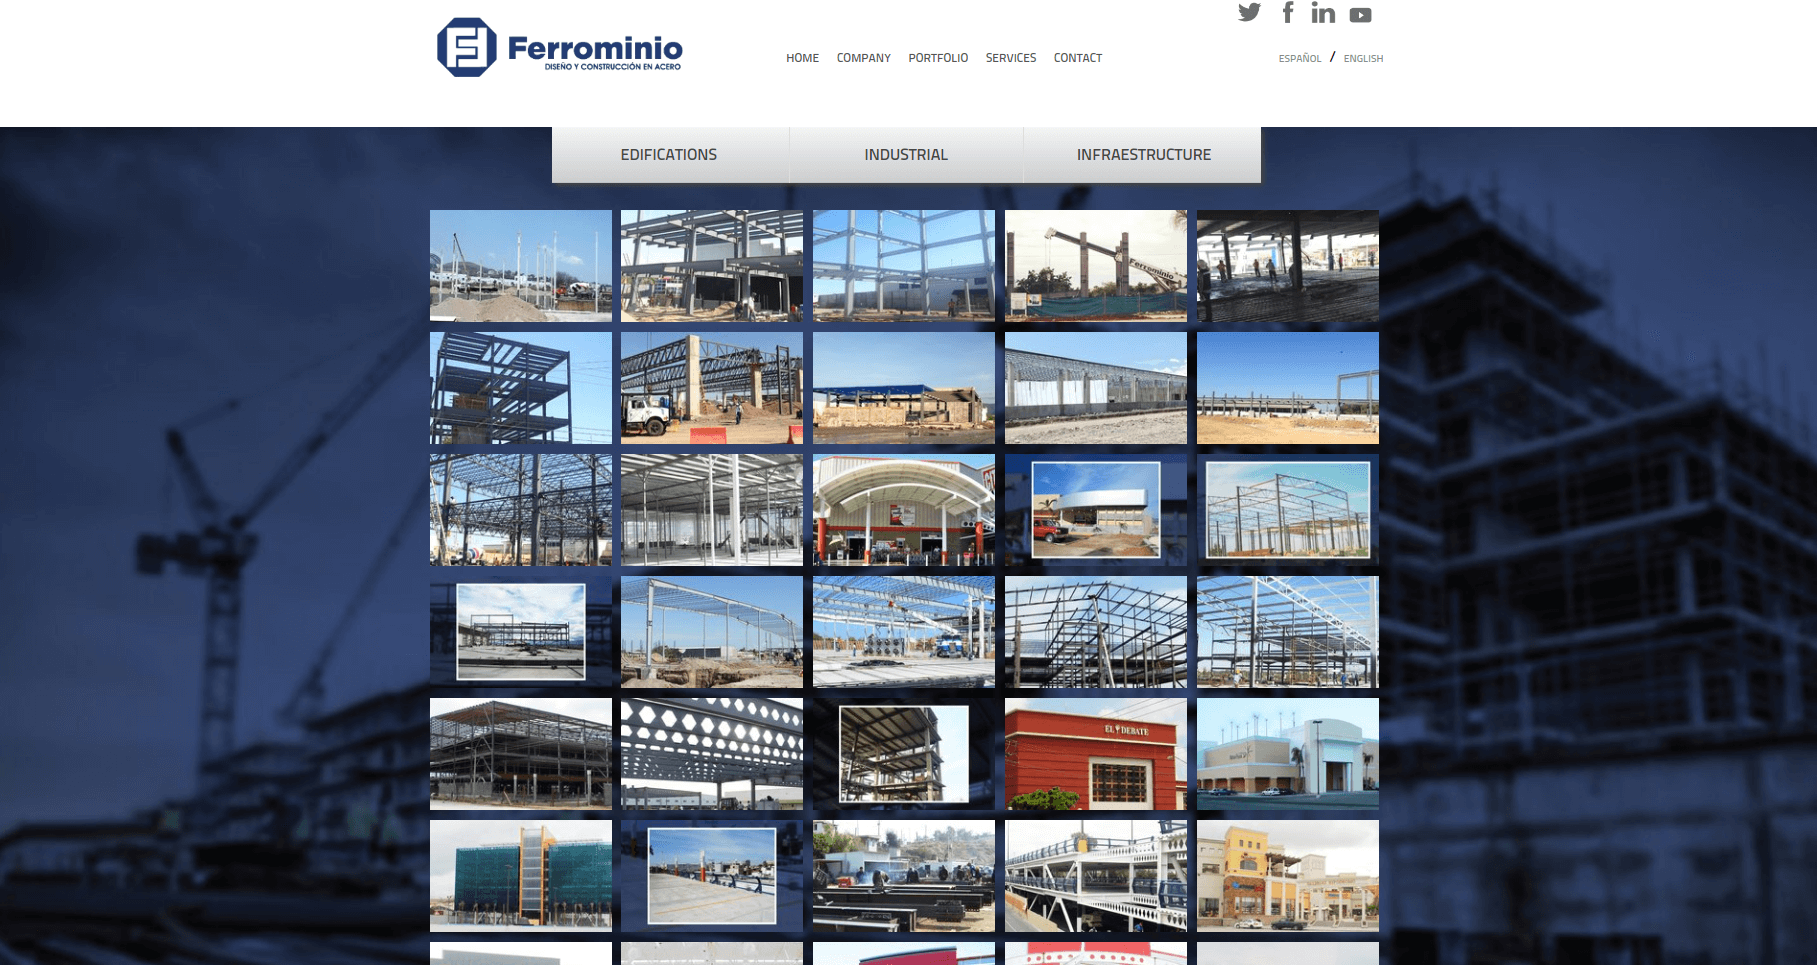 Ferrominio
DISEÑO Y CONSTRUCCIÓN EN ACERO
HOME COMPANY PORTFOLIO SERVICES CONTACT
ESPAÑOL / ENGLISH
EDIFICATIONS INDUSTRIAL INFRAESTRUCTURE
Ferrominio
EL DEBATE